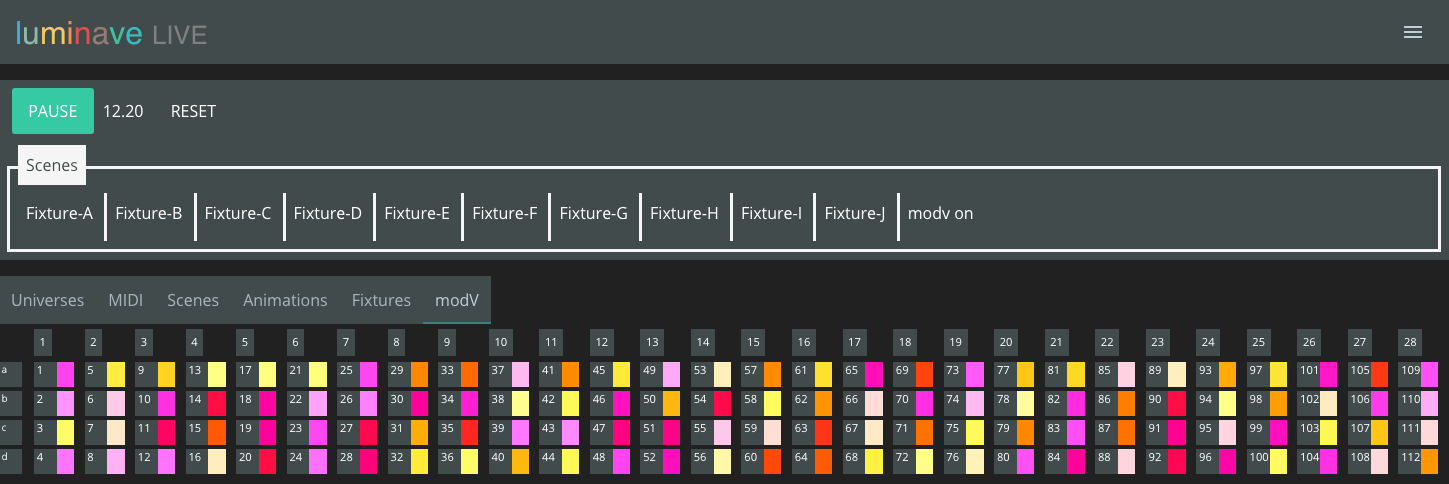 luminave LIVE
PAUSE 12.20 RESET
Scenes
Fixture-A Fixture-B Fixture-C Fixture-D Fixture-E Fixture-F Fixture-G Fixture-H Fixture-I Fixture-J modv on
Universes MIDI Scenes Animations Fixtures modV
1 2 3 4 5 6 7 8 9 10 11 12 13 14 15 16 17 18 19 20 21 22 23 24 25 26 27 28
a 1 5 9 13 17 21 25 29 33 37 41 45 49 53 57 61 65 69 73 77 81 85 89 93 97 101 105 109
b 2 6 10 14 18 22 26 30 34 38 42 46 50 54 58 62 66 70 74 78 82 86 90 94 98 102 106 110
c 3 7 11 15 19 23 27 31 35 39 43 47 51 55 59 63 67 71 75 79 83 87 91 95 99 103 107 111
d 4 8 12 16 20 24 28 32 36 40 44 48 52 56 60 64 68 72 76 80 84 88 92 96 100 104 108 112